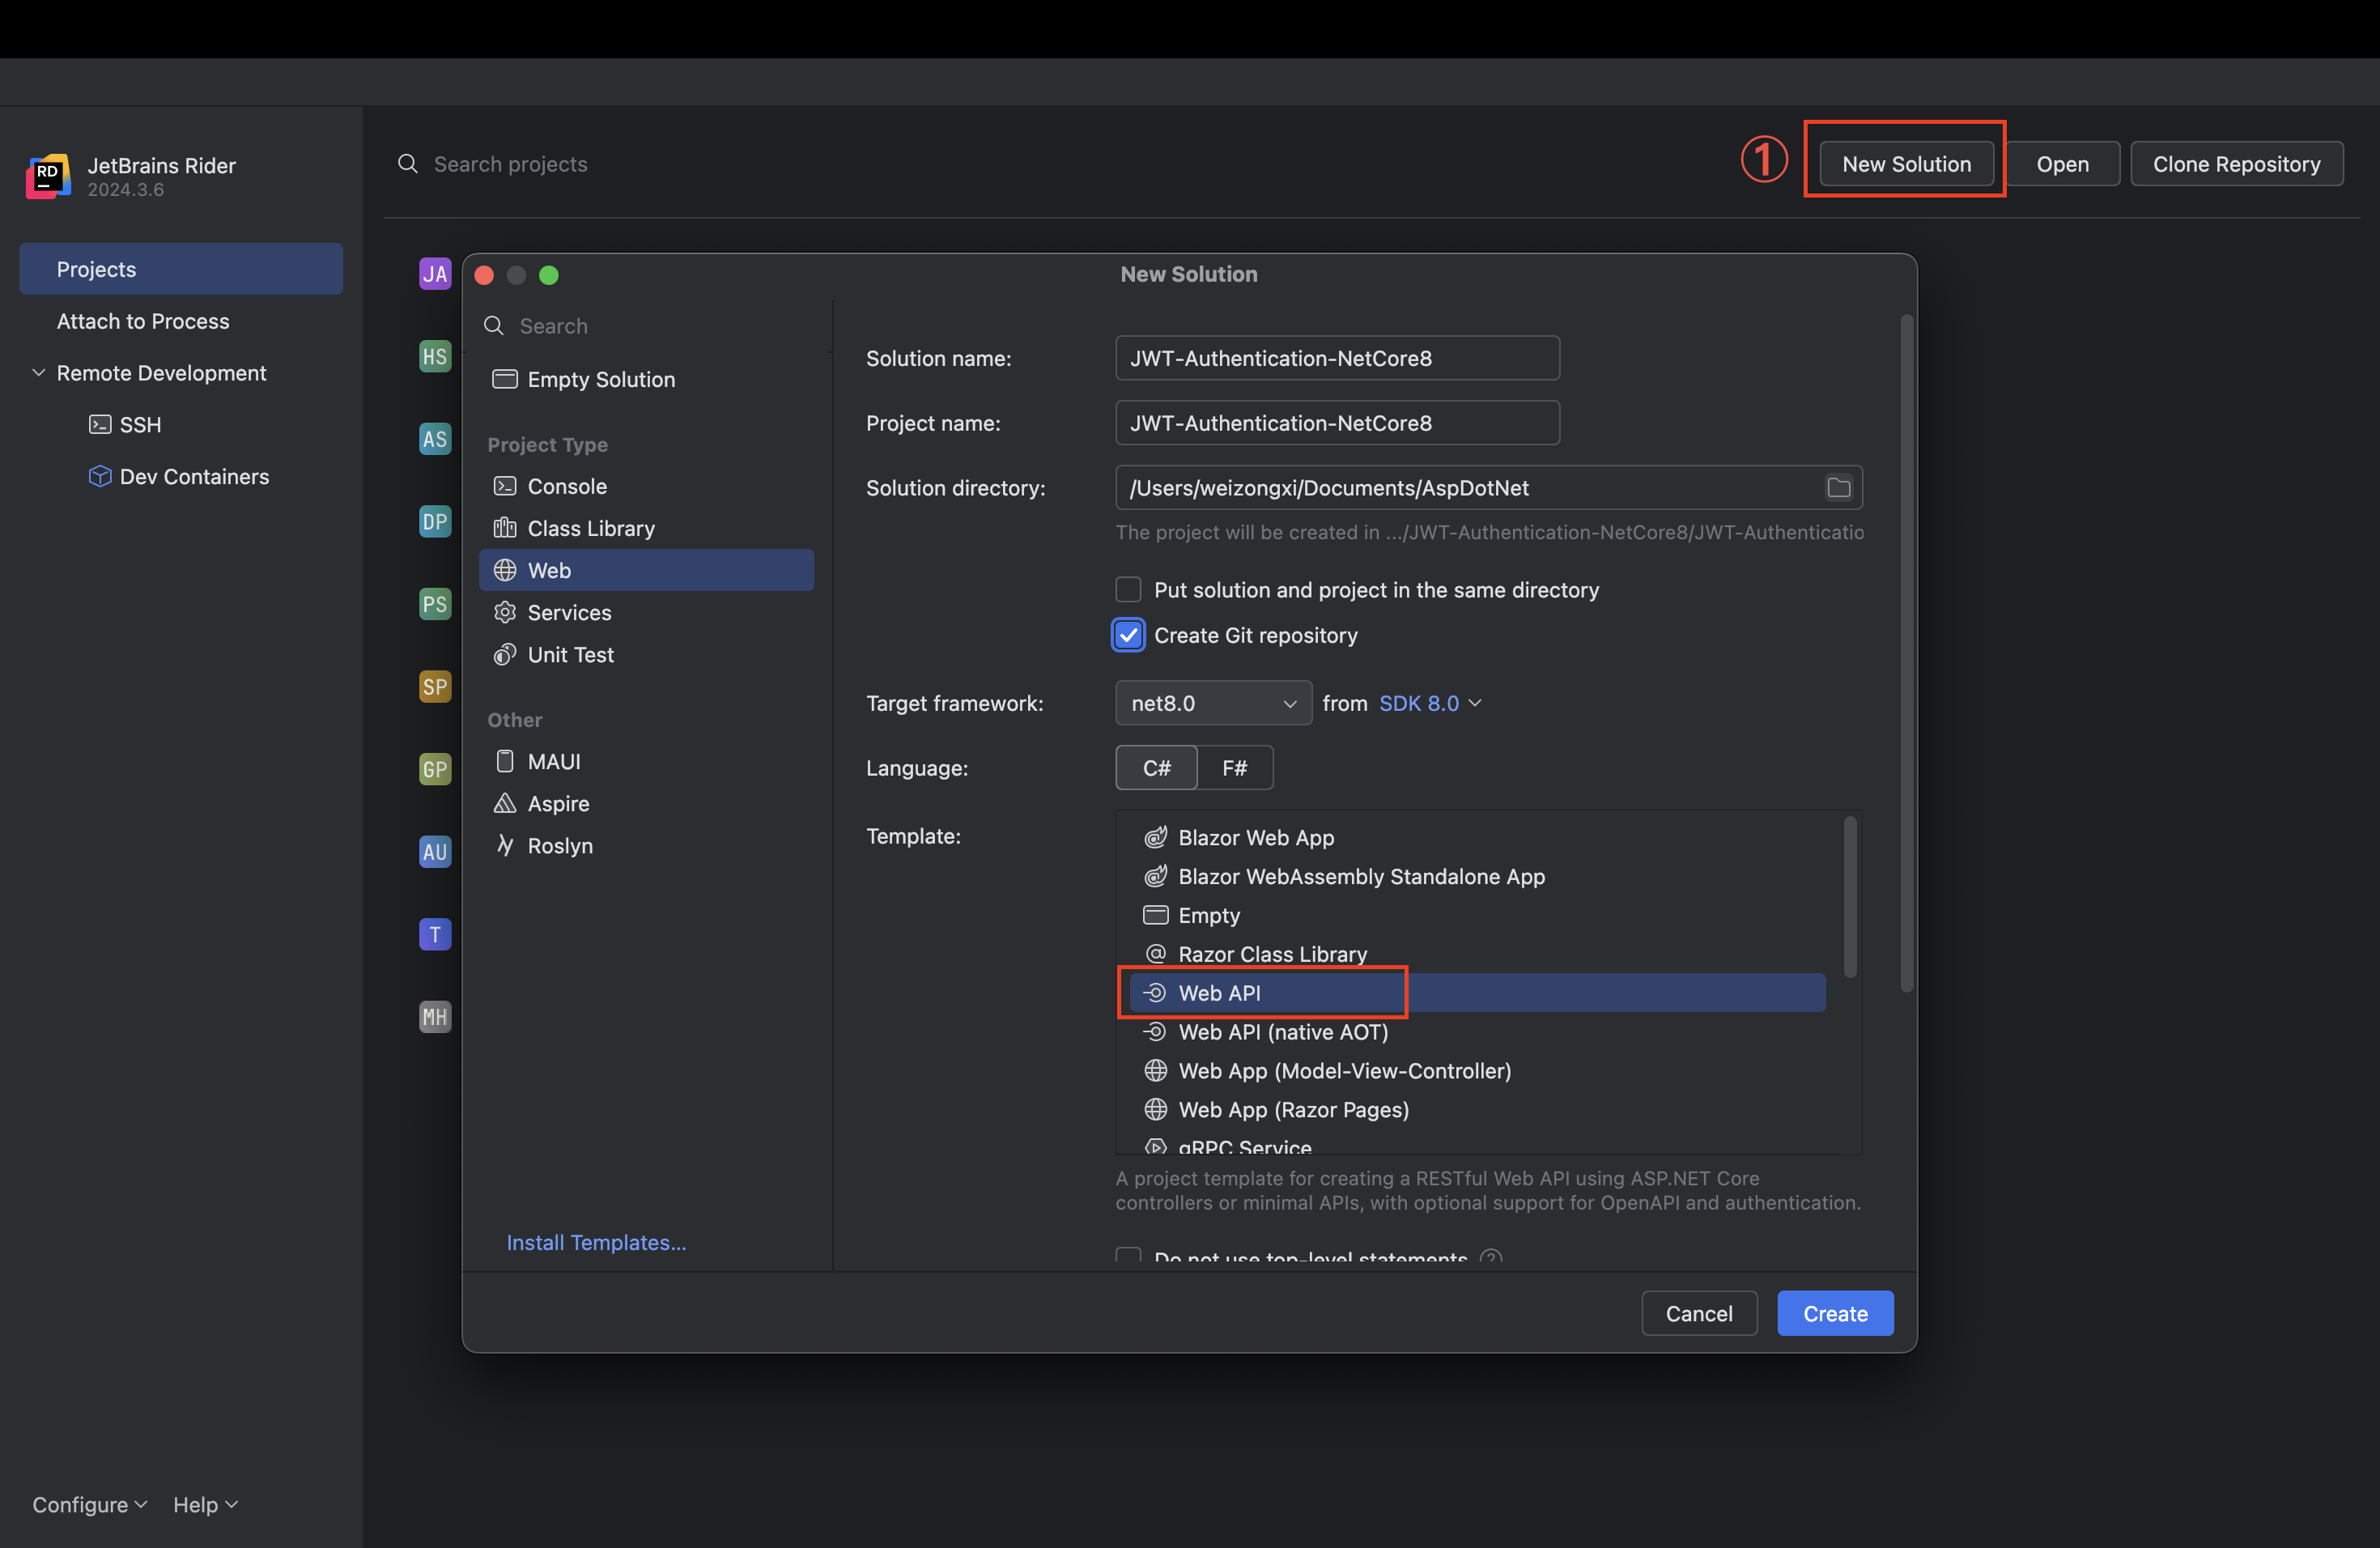 RD
JetBrains Rider
2024.3.6
Search projects
①
New Solution
Open
Clone Repository
Projects
Attach to Process
Remote Development
SSH
Dev Containers
Configure
Help
JA
HS
AS
DP
PS
SP
GP
AU
T
MH
New Solution
Search
Empty Solution
Project Type
Console
Class Library
Web
Services
Unit Test
Other
MAUI
Aspire
Roslyn
Install Templates...
Solution name:
JWT-Authentication-NetCore8
Project name:
JWT-Authentication-NetCore8
Solution directory:
/Users/weizongxi/Documents/AspDotNet
The project will be created in .../JWT-Authentication-NetCore8/JWT-Authenticatio
Put solution and project in the same directory
Create Git repository
Target framework:
net8.0
from SDK 8.0
Language:
C#
F#
Template:
Blazor Web App
Blazor WebAssembly Standalone App
Empty
Razor Class Library
Web API
Web API (native AOT)
Web App (Model-View-Controller)
Web App (Razor Pages)
gRPC Service
A project template for creating a RESTful Web API using ASP.NET Core
controllers or minimal APIs, with optional support for OpenAPI and authentication.
Do not use top-level statements ?
Cancel
Create